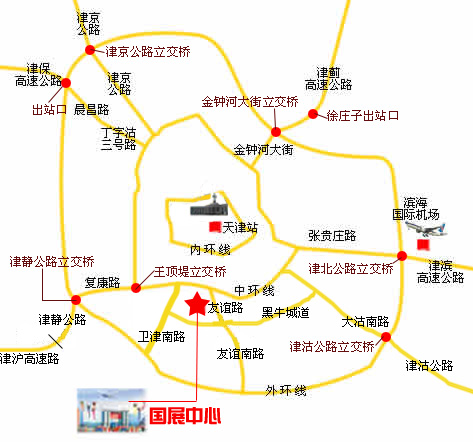 津京
公路
津京公路立交桥
津保
高速公路
津京
公路
出站口
晨昌路
丁字沽
三号路
津蓟
高速公路
金钟河大街立交桥
徐庄子出站口
金钟河大街
滨海
国际机场
天津站
内环线
张贵庄路
津静公路立交桥
复康路
王顶堤立交桥
津北公路立交桥
津滨
高速公路
中环线
友谊路
黑牛城道
津静公路
卫津南路
大沽南路
津沪高速路
友谊南路
津沽公路立交桥
津沽公路
外环线
国展中心